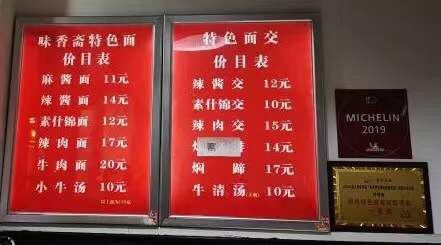 味香斋特色面
价目表
麻酱面 11元
辣酱面 14元
素什锦面 12元
辣肉面 17元
牛肉面 20元
小牛汤 10元
特色面交
价目表
辣酱交 12元
素什锦交 10元
辣肉交 15元
14元
焖蹄 17元
牛清汤 10元
MICHELIN
2019